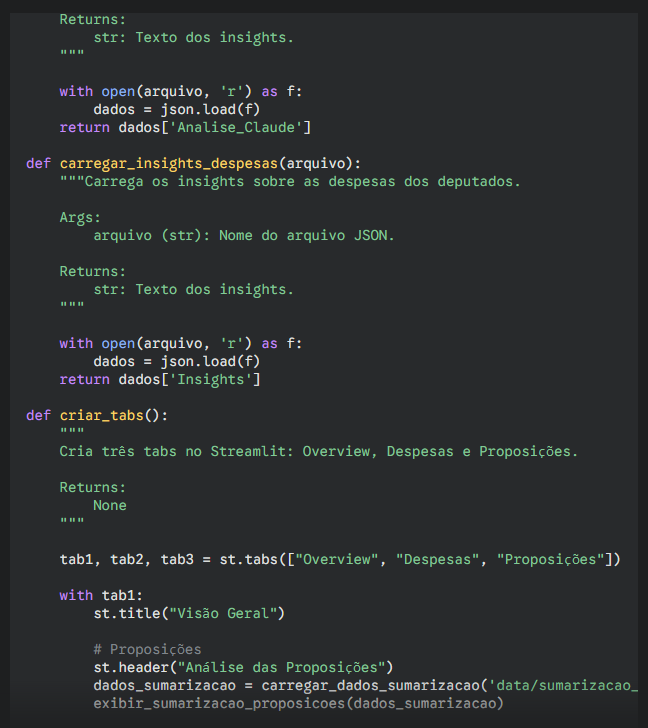 Returns:
str: Texto dos insights.
"""
with open(arquivo, 'r') as f:
dados = json.load(f)
return dados['Analise_Claude']
def carregar_insights_despesas(arquivo):
"""Carrega os insights sobre as despesas dos deputados.
Args:
arquivo (str): Nome do arquivo JSON.
Returns:
str: Texto dos insights.
"""
with open(arquivo, 'r') as f:
dados = json.load(f)
return dados['Insights']
def criar_tabs():
"""
Cria três tabs no Streamlit: Overview, Despesas e Proposições.
Returns:
None
"""
tab1, tab2, tab3 = st.tabs(["Overview", "Despesas", "Proposições"])
with tab1:
st.title("Visão Geral")
# Proposições
st.header("Análise das Proposições")
dados_sumarizacao = carregar_dados_sumarizacao('data/sumarizacao_
exibir_sumarizacao_proposicoes(dados_sumarizacao)